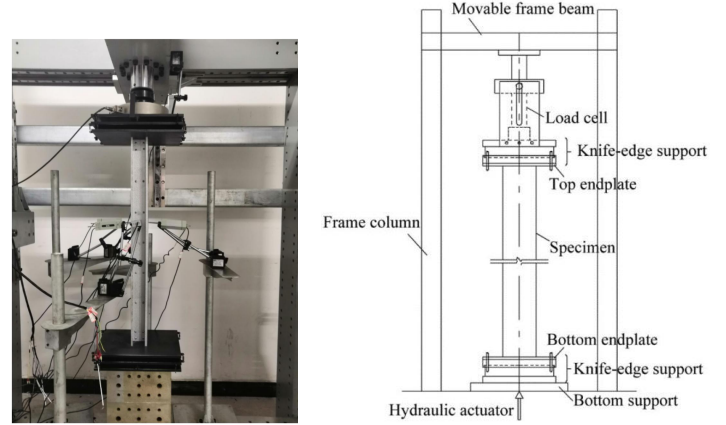 Movable frame beam
Load cell
Knife-edge support
Top endplate
Frame column
Specimen
Bottom endplate
Knife-edge support
Bottom support
Hydraulic actuator